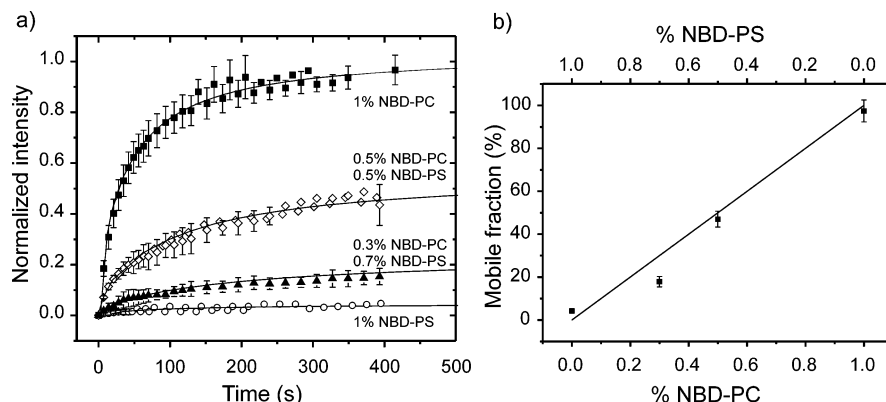 a)
Normalized intensity
1.0
0.8
0.6
0.4
0.2
0.0
1% NBD-PC
0.5% NBD-PC
0.5% NBD-PS
0.3% NBD-PC
0.7% NBD-PS
1% NBD-PS
0 100 200 300 400 500
Time (s)
b)
% NBD-PS
1.0 0.8 0.6 0.4 0.2 0.0
Mobile fraction (%)
100
80
60
40
20
0
0.0 0.2 0.4 0.6 0.8 1.0
% NBD-PC